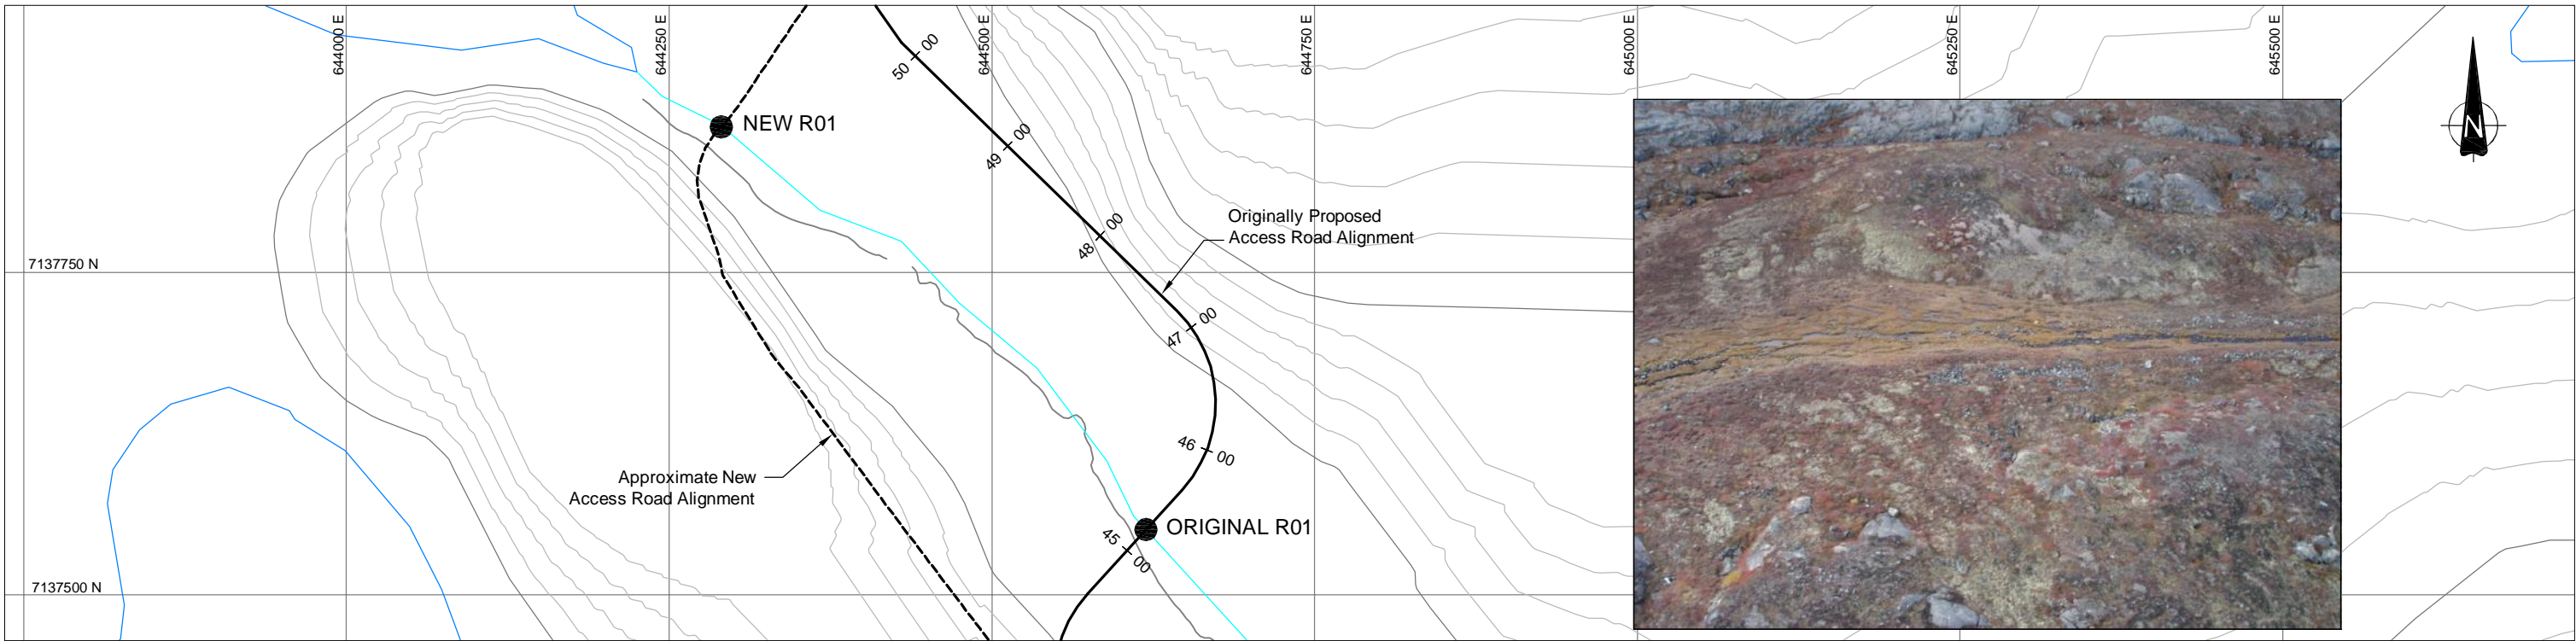 644000 E
644250 E
644500 E
644750 E
645000 E
645250 E
645500 E
N
50 00
NEW R01
49 00
48 00
Originally Proposed
Access Road Alignment
7137750 N
47 00
46 00
Approximate New
Access Road Alignment
ORIGINAL R01
45 00
7137500 N